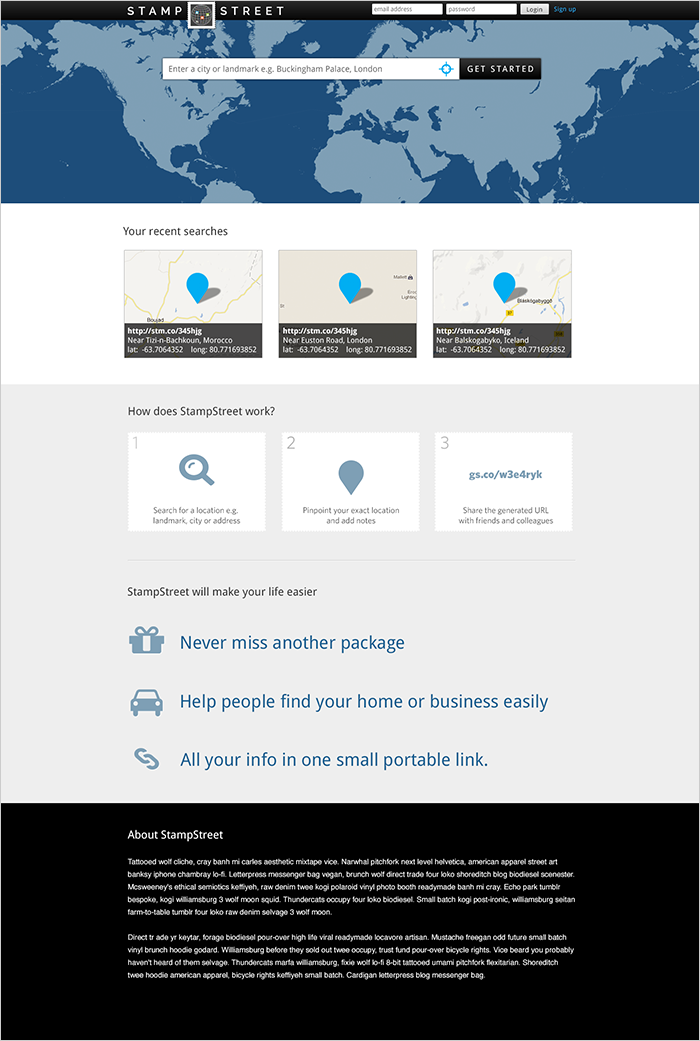 STAMP STREET
email address password Login Sign up
Enter a city or landmark e.g. Buckingham Palace, London GET STARTED
Your recent searches
Boujad
http://stm.co/345hjg
Near Tizi-n-Bachkoun, Morocco
lat: -63.7064352 long: 80.771693852
Mallett
Lighting
http://stm.co/345hjg
Near Euston Road, London
lat: -63.7064352 long: 80.771693852
Bláskógabyggð
37
http://stm.co/345hjg
Near Balskogabyko, Iceland
lat: -63.7064352 long: 80.771693852
How does StampStreet work?
1
Search for a location e.g.
landmark, city or address
2
Pinpoint your exact location
and add notes
3
gs.co/w3e4ryk
Share the generated URL
with friends and colleagues
StampStreet will make your life easier
Never miss another package
Help people find your home or business easily
All your info in one small portable link.
About StampStreet
Tattooed wolf cliche, cray banh mi carles aesthetic mixtape vice. Narwhal pitchfork next level helvetica, american apparel street art
banksy iphone chambray lo-fi. Letterpress messenger bag vegan, brunch wolf direct trade four loko shoreditch blog biodiesel scenester.
Mcsweeney's ethical semiotics keffiyeh, raw denim twee kogi polaroid vinyl photo booth readymade banh mi cray. Echo park tumblr
bespoke, kogi williamsburg 3 wolf moon squid. Thundercats occupy four loko biodiesel. Small batch kogi post-ironic, williamsburg seitan
farm-to-table tumblr four loko raw denim selvage 3 wolf moon.
Direct tr ade yr keytar, forage biodiesel pour-over high life viral readymade locavore artisan. Mustache freegan odd future small batch
vinyl brunch hoodie godard. Williamsburg before they sold out twee occupy, trust fund pour-over bicycle rights. Vice beard you probably
haven't heard of them selvage. Thundercats marfa williamsburg, fixie wolf lo-fi 8-bit tattooed umami pitchfork flexitarian. Shoreditch
twee hoodie american apparel, bicycle rights keffiyeh small batch. Cardigan letterpress blog messenger bag.